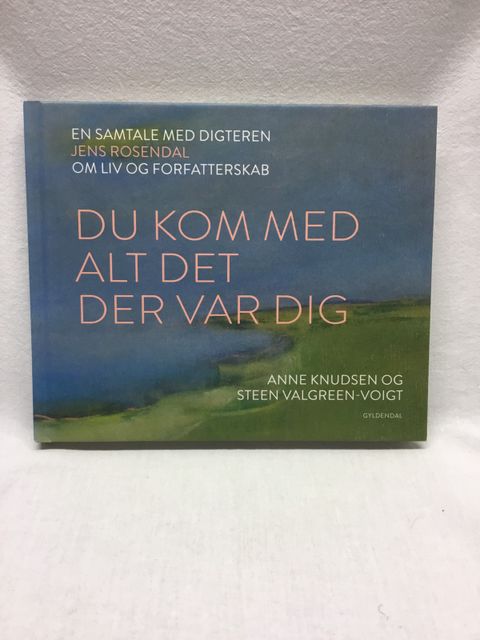 EN SAMTALE MED DIGTEREN
JENS ROSENDAL
OM LIV OG FORFATTERSKAB
DU KOM MED
ALT DET
DER VAR DIG
ANNE KNUDSEN OG
STEEN VALGREEN-VOIGT
GYLDENDAL